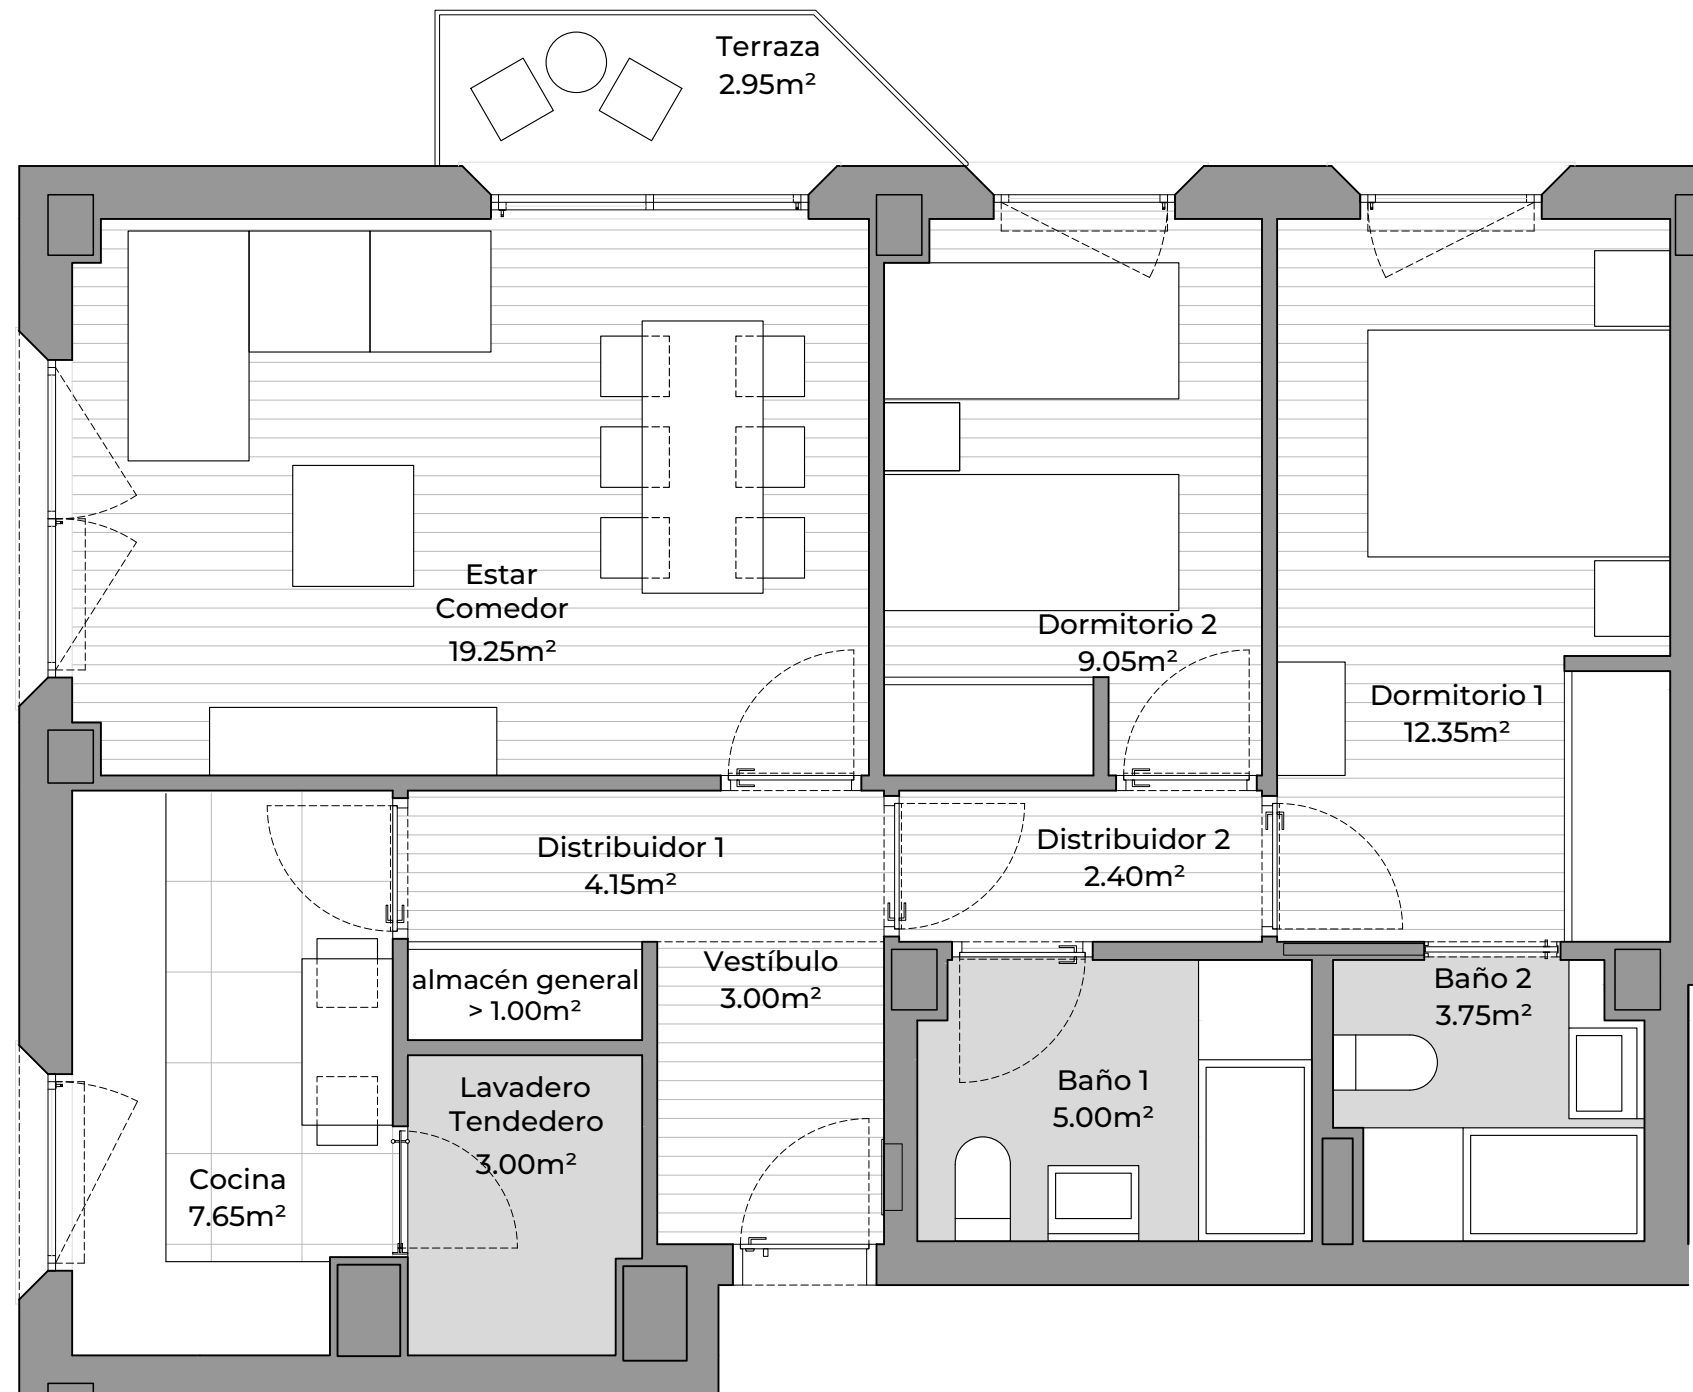 Terraza
2.95m²
Estar
Comedor
19.25m²
Dormitorio 2
9.05m²
Dormitorio 1
12.35m²
Distribuidor 1
4.15m²
Distribuidor 2
2.40m²
almacén general
> 1.00m²
Vestíbulo
3.00m²
Baño 2
3.75m²
Lavadero
Tendedero
3.00m²
Baño 1
5.00m²
Cocina
7.65m²